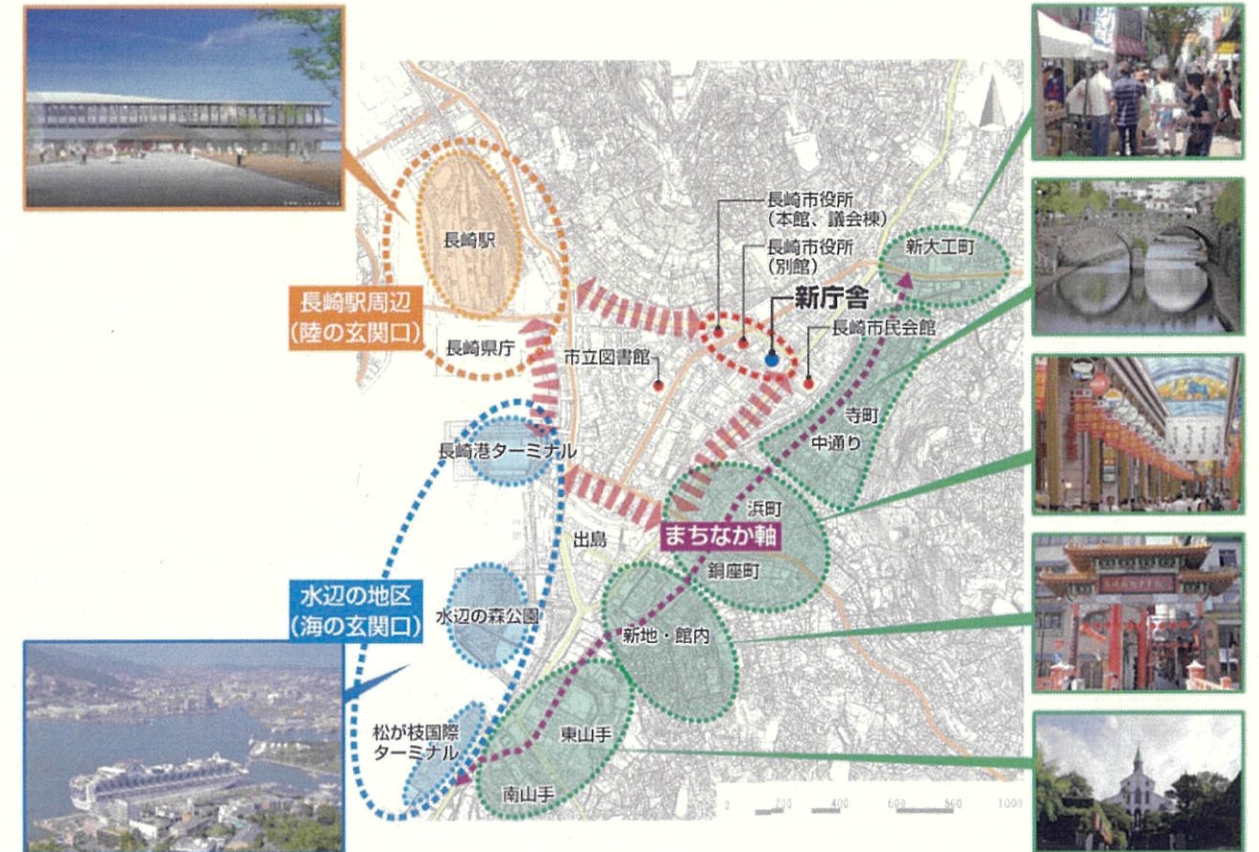 長崎市役所
(本館、議会棟)
長崎市役所
(別館)
新庁舎
長崎市民会館
新大工町
長崎駅
長崎駅周辺
(陸の玄関口)
長崎県庁
市立図書館
寺町
中通り
長崎港ターミナル
浜町
まちなか軸
出島
銅座町
水辺の地区
(海の玄関口)
水辺の森公園
新地・館内
松が枝国際
ターミナル
東山手
南山手
0 200 400 600 800 1000